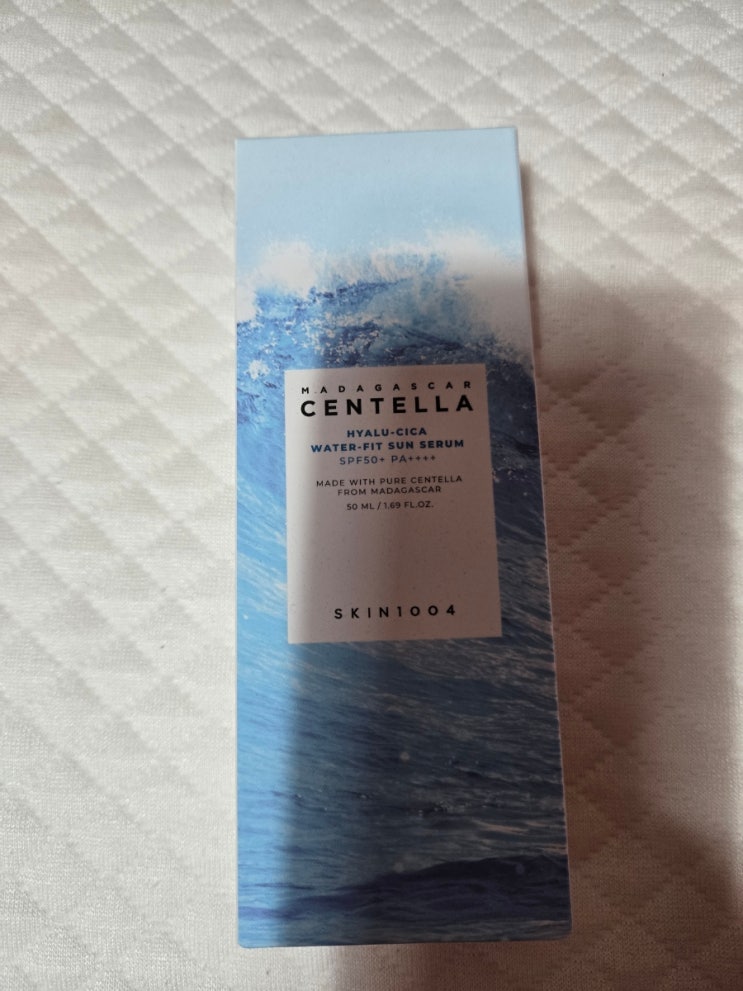 MADAGASCAR
CENTELLA
HYALU-CICA
WATER-FIT SUN SERUM
SPF50+ PA++++
MADE WITH PURE CENTELLA
FROM MADAGASCAR
50 ML / 1.69 FL.OZ.
SKIN1004